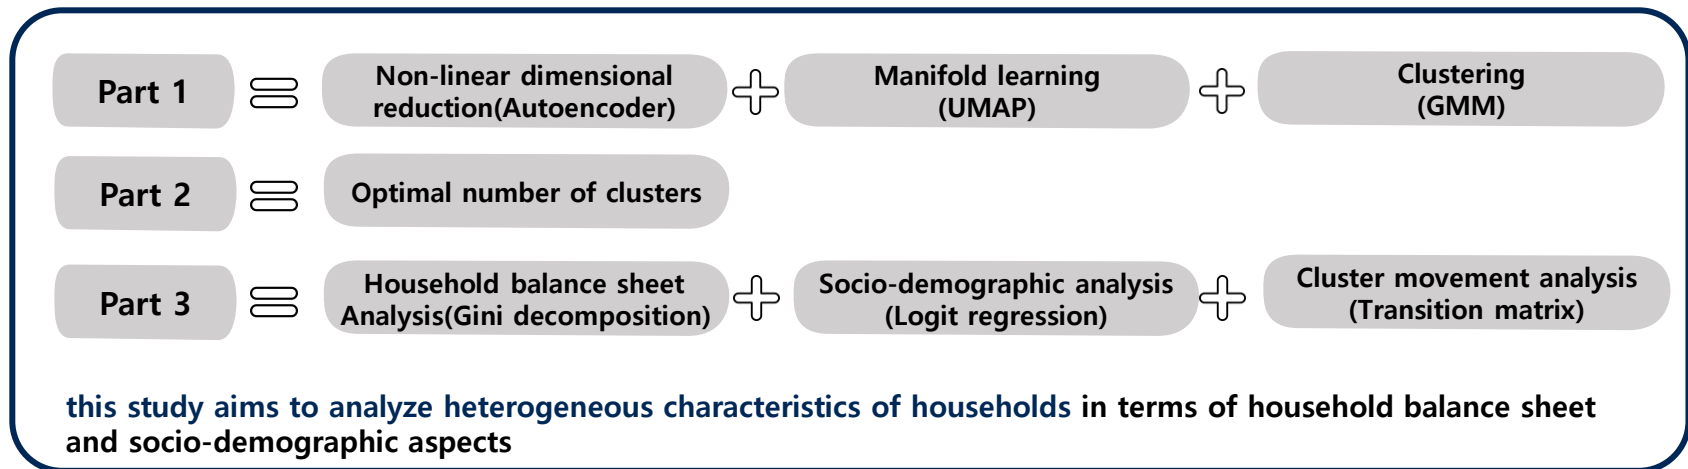 Part 1
Non-linear dimensional
reduction(Autoencoder)
Manifold learning
(UMAP)
Clustering
(GMM)
Part 2
Optimal number of clusters
Part 3
Household balance sheet
Analysis(Gini decomposition)
Socio-demographic analysis
(Logit regression)
Cluster movement analysis
(Transition matrix)
this study aims to analyze heterogeneous characteristics of households in terms of household balance sheet
and socio-demographic aspects